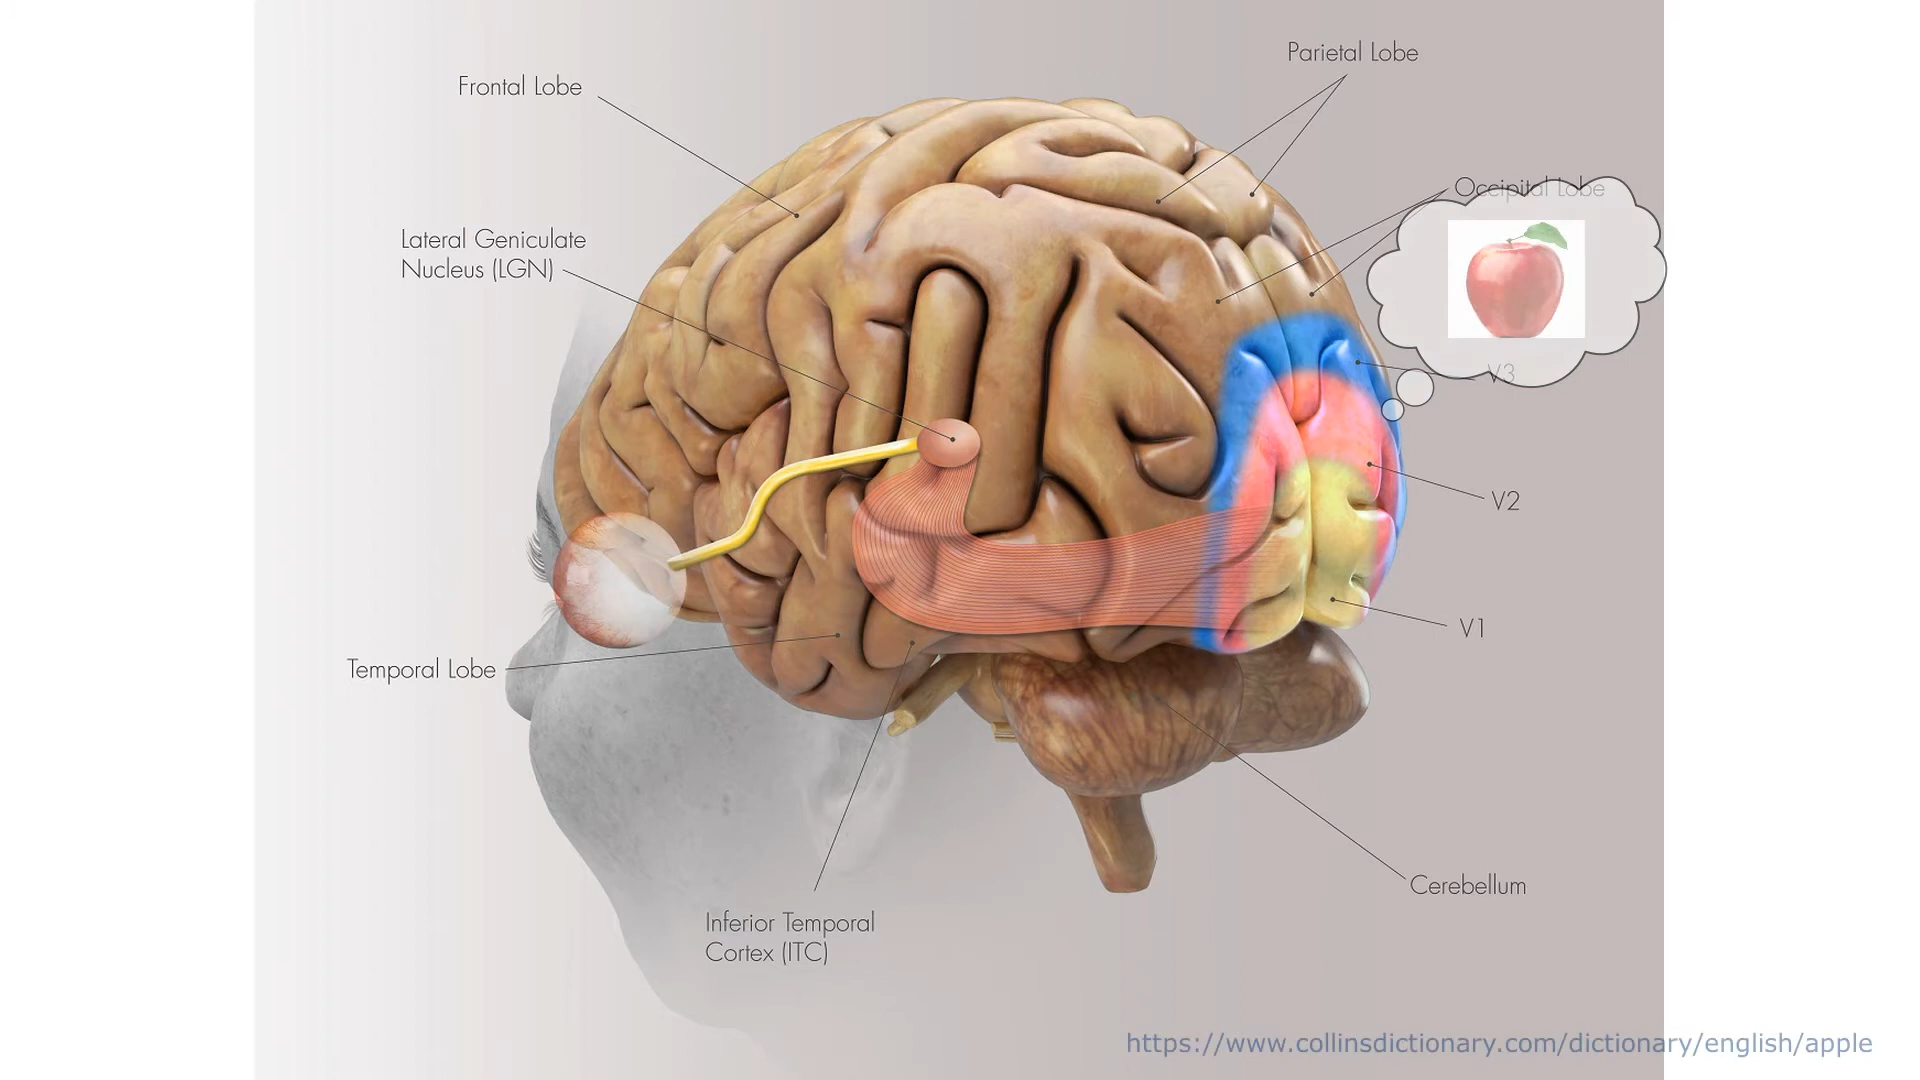 Parietal Lobe
Frontal Lobe
Occipital Lobe
Lateral Geniculate
Nucleus (LGN)
V3
V2
V1
Temporal Lobe
Cerebellum
Inferior Temporal
Cortex (ITC)
https://www.collinsdictionary.com/dictionary/english/apple